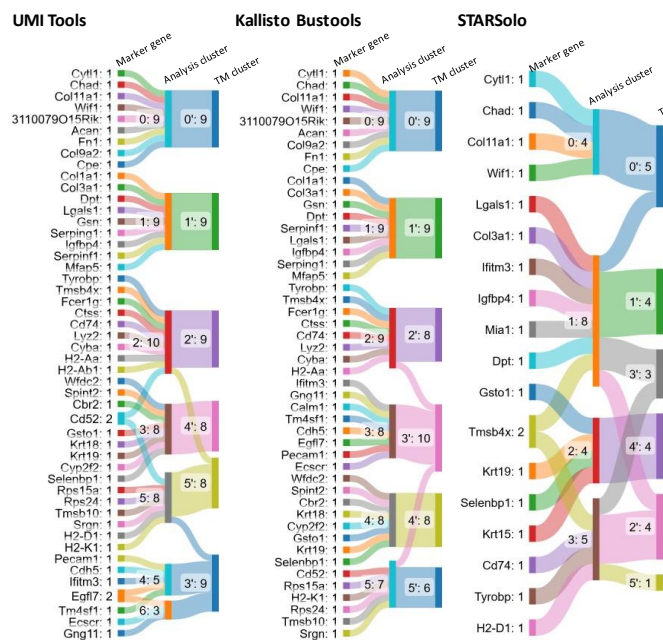 UMI Tools
Marker gene
Analysis cluster
TM cluster
Cytl1: 1
Chad: 1
Col11a1: 1
Wif1: 1
3110079O15Rik: 1
Acan: 1
Fn1: 1
Col9a2: 1
Cpe: 1
Col1a1: 1
Col3a1: 1
Dpt: 1
Lgals1: 1
Gsn: 1
Serping1: 1
Igfbp4: 1
Serpinf1: 1
Mfap5: 1
Tyrobp: 1
Tmsb4x: 1
Fcer1g: 1
Ctss: 1
Cd74: 1
Lyz2: 1
Cyba: 1
H2-Aa: 1
H2-Ab1: 1
Wfdc2: 1
Spint2: 1
Cbr2: 1
Cd52: 2
Gsto1: 1
Krt18: 1
Krt19: 1
Cyp2f2: 1
Selenbp1: 1
Rps15a: 1
Rps24: 1
Tmsb10: 1
Srgn: 1
H2-D1: 1
H2-K1: 1
Pecam1: 1
Cdh5: 1
Ifitm3: 1
Egfl7: 2
Tm4sf1: 1
Ecscr: 1
Gng11: 1
0: 9
1: 9
2: 10
3: 8
5: 8
4: 5
6: 3
0': 9
1': 9
2': 9
4': 8
5': 8
3': 9
Kallisto Bustools
Marker gene
Analysis cluster
TM cluster
Cytl1: 1
Chad: 1
Col11a1: 1
Wif1: 1
3110079O15Rik: 1
Acan: 1
Col9a2: 1
Fn1: 1
Cpe: 1
Col1a1: 1
Col3a1: 1
Gsn: 1
Dpt: 1
Serpinf1: 1
Lgals1: 1
Igfbp4: 1
Serping1: 1
Mfap5: 1
Tyrobp: 1
Tmsb4x: 1
Fcer1g: 1
Ctss: 1
Cd74: 1
Lyz2: 1
Cyba: 1
H2-Aa: 1
Ifitm3: 1
Gng11: 1
Calm1: 1
Tm4sf1: 1
Cdh5: 1
Egfl7: 1
Pecam1: 1
Ecscr: 1
Wfdc2: 1
Spint2: 1
Cbr2: 1
Krt18: 1
Cyp2f2: 1
Gsto1: 1
Krt19: 1
Selenbp1: 1
Cd52: 1
Rps15a: 1
H2-K1: 1
Rps24: 1
Tmsb10: 1
Srgn: 1
0: 9
1: 9
2: 9
3: 8
4: 8
5: 7
0': 9
1': 9
2': 8
3': 10
4': 8
5': 6
STARSolo
Marker gene
Analysis cluster
T
Cytl1: 1
Chad: 1
Col11a1: 1
Wif1: 1
Lgals1: 1
Col3a1: 1
Ifitm3: 1
Igfbp4: 1
Mia1: 1
Dpt: 1
Gsto1: 1
Tmsb4x: 2
Krt19: 1
Selenbp1: 1
Krt15: 1
Cd74: 1
Tyrobp: 1
H2-D1: 1
0: 4
1: 8
2: 4
3: 5
0': 5
1': 4
3': 3
4': 4
2': 4
5': 1